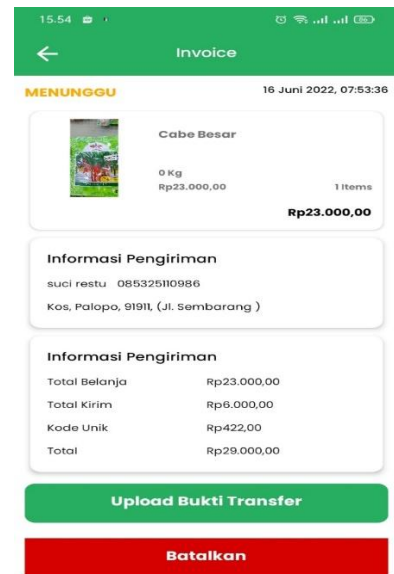 15.54
Invoice
MENUNGGU 16 Juni 2022, 07:53:36
Cabe Besar
0 Kg
Rp23.000,00 1 Items
Rp23.000,00
Informasi Pengiriman
suci restu 085325110986
Kos, Palopo, 91911, (Jl. Sembarang )
Informasi Pengiriman
Total Belanja Rp23.000,00
Total Kirim Rp6.000,00
Kode Unik Rp422,00
Total Rp29.000,00
Upload Bukti Transfer
Batalkan